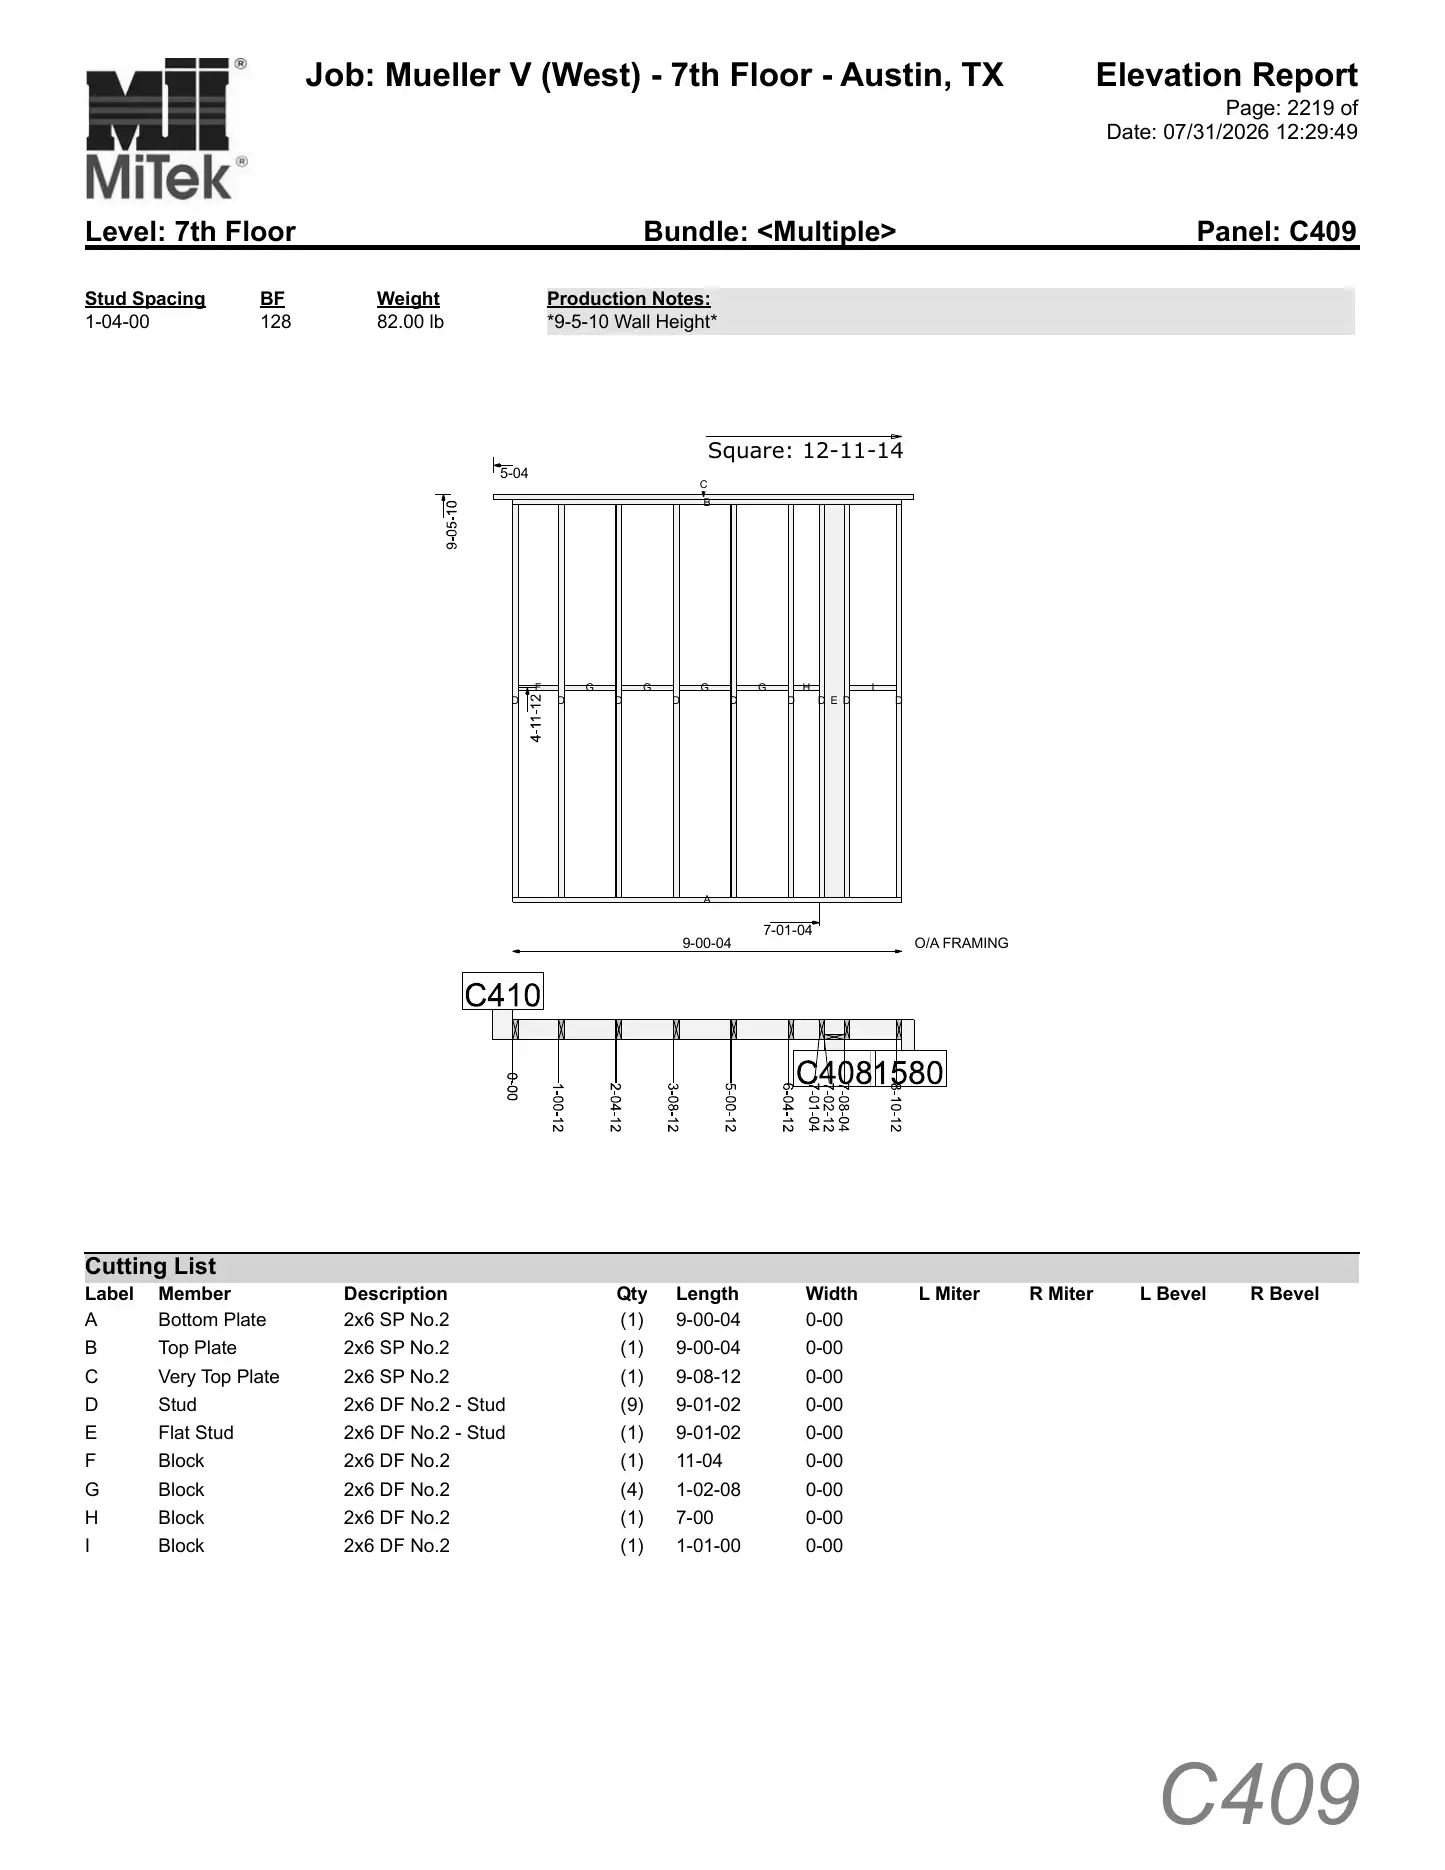 Job: Mueller V (West) - 7th Floor - Austin, TX
Elevation Report
Page: 2219 of
Date: 07/31/2026 12:29:49
MiTek®
Level: 7th Floor Bundle: <Multiple> Panel: C409
Stud Spacing BF Weight Production Notes:
1-04-00 128 82.00 lb *9-5-10 Wall Height*
Square: 12-11-14
5-04
C
B
9-05-10
F G G G G H I
D D D D D D D E D D
4-11-12
A
7-01-04
9-00-04 O/A FRAMING
C410
C408 1580
0-00 1-00-12 2-04-12 3-08-12 5-00-12 6-04-12 7-01-04 7-02-12 7-08-04 8-10-12
Cutting List
Label Member Description Qty Length Width L Miter R Miter L Bevel R Bevel
A Bottom Plate 2x6 SP No.2 (1) 9-00-04 0-00
B Top Plate 2x6 SP No.2 (1) 9-00-04 0-00
C Very Top Plate 2x6 SP No.2 (1) 9-08-12 0-00
D Stud 2x6 DF No.2 - Stud (9) 9-01-02 0-00
E Flat Stud 2x6 DF No.2 - Stud (1) 9-01-02 0-00
F Block 2x6 DF No.2 (1) 11-04 0-00
G Block 2x6 DF No.2 (4) 1-02-08 0-00
H Block 2x6 DF No.2 (1) 7-00 0-00
I Block 2x6 DF No.2 (1) 1-01-00 0-00
C409